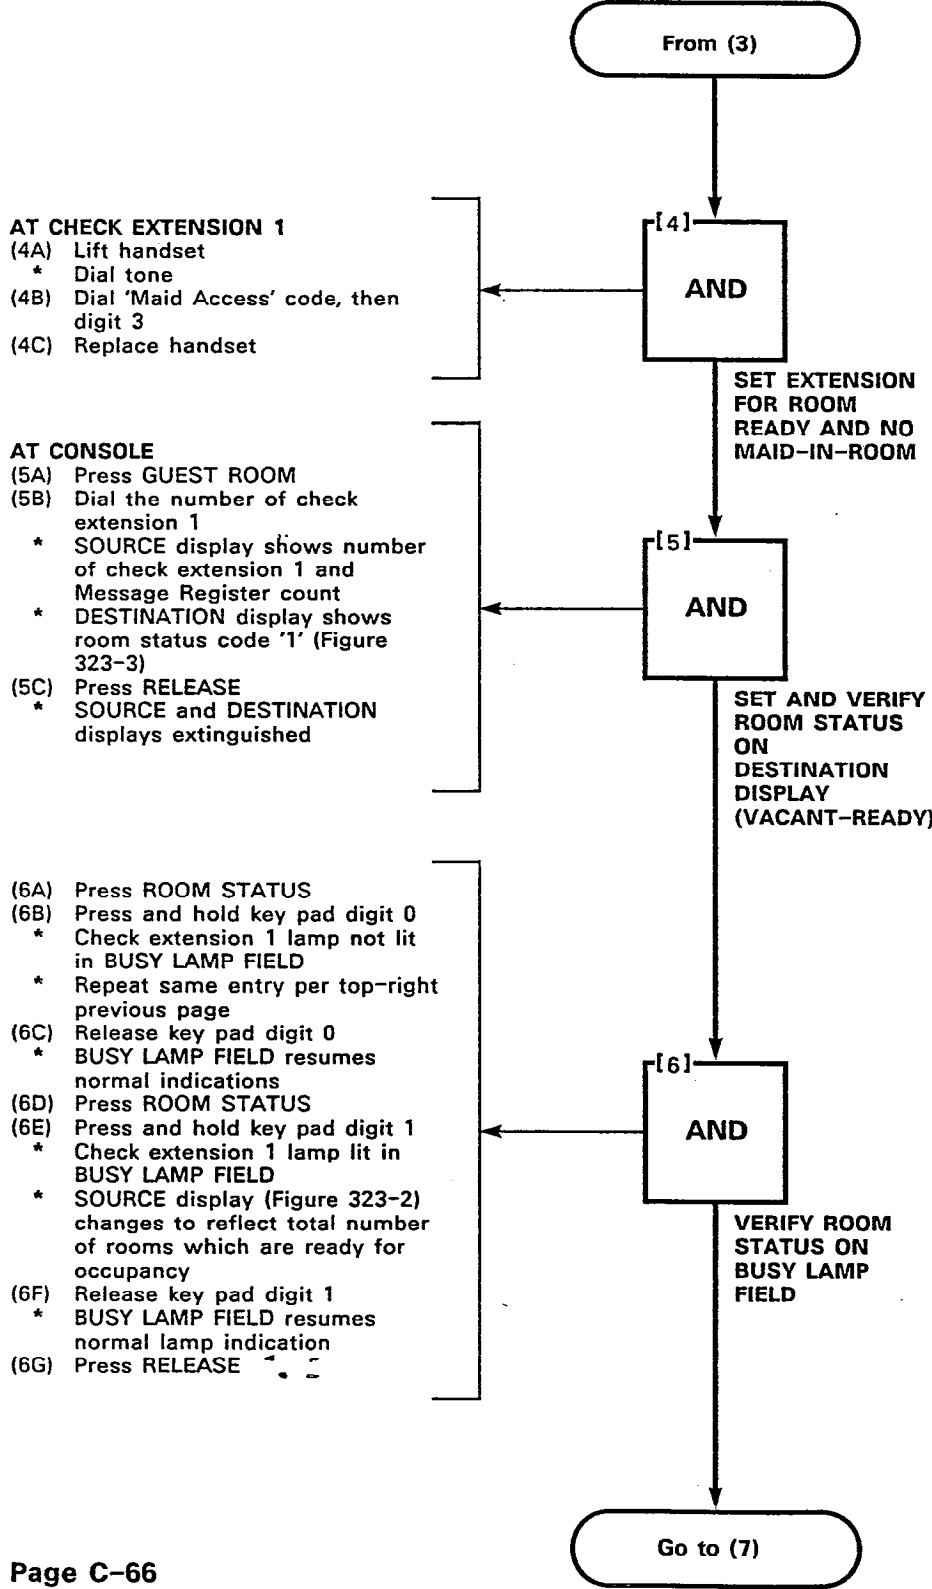 From (3)
AT CHECK EXTENSION 1
(4A) Lift handset
* Dial tone
(4B) Dial 'Maid Access' code, then
digit 3
(4C) Replace handset
[4]
AND
SET EXTENSION
FOR ROOM
READY AND NO
MAID-IN-ROOM
AT CONSOLE
(5A) Press GUEST ROOM
(5B) Dial the number of check
extension 1
* SOURCE display shows number
of check extension 1 and
Message Register count
* DESTINATION display shows
room status code '1' (Figure
323-3)
(5C) Press RELEASE
* SOURCE and DESTINATION
displays extinguished
[5]
AND
SET AND VERIFY
ROOM STATUS
ON
DESTINATION
DISPLAY
(VACANT-READY)
(6A) Press ROOM STATUS
(6B) Press and hold key pad digit 0
* Check extension 1 lamp not lit
in BUSY LAMP FIELD
* Repeat same entry per top-right
previous page
(6C) Release key pad digit 0
* BUSY LAMP FIELD resumes
normal indications
(6D) Press ROOM STATUS
(6E) Press and hold key pad digit 1
* Check extension 1 lamp lit in
BUSY LAMP FIELD
* SOURCE display (Figure 323-2)
changes to reflect total number
of rooms which are ready for
occupancy
(6F) Release key pad digit 1
* BUSY LAMP FIELD resumes
normal lamp indication
(6G) Press RELEASE
[6]
AND
VERIFY ROOM
STATUS ON
BUSY LAMP
FIELD
Go to (7)
Page C-66